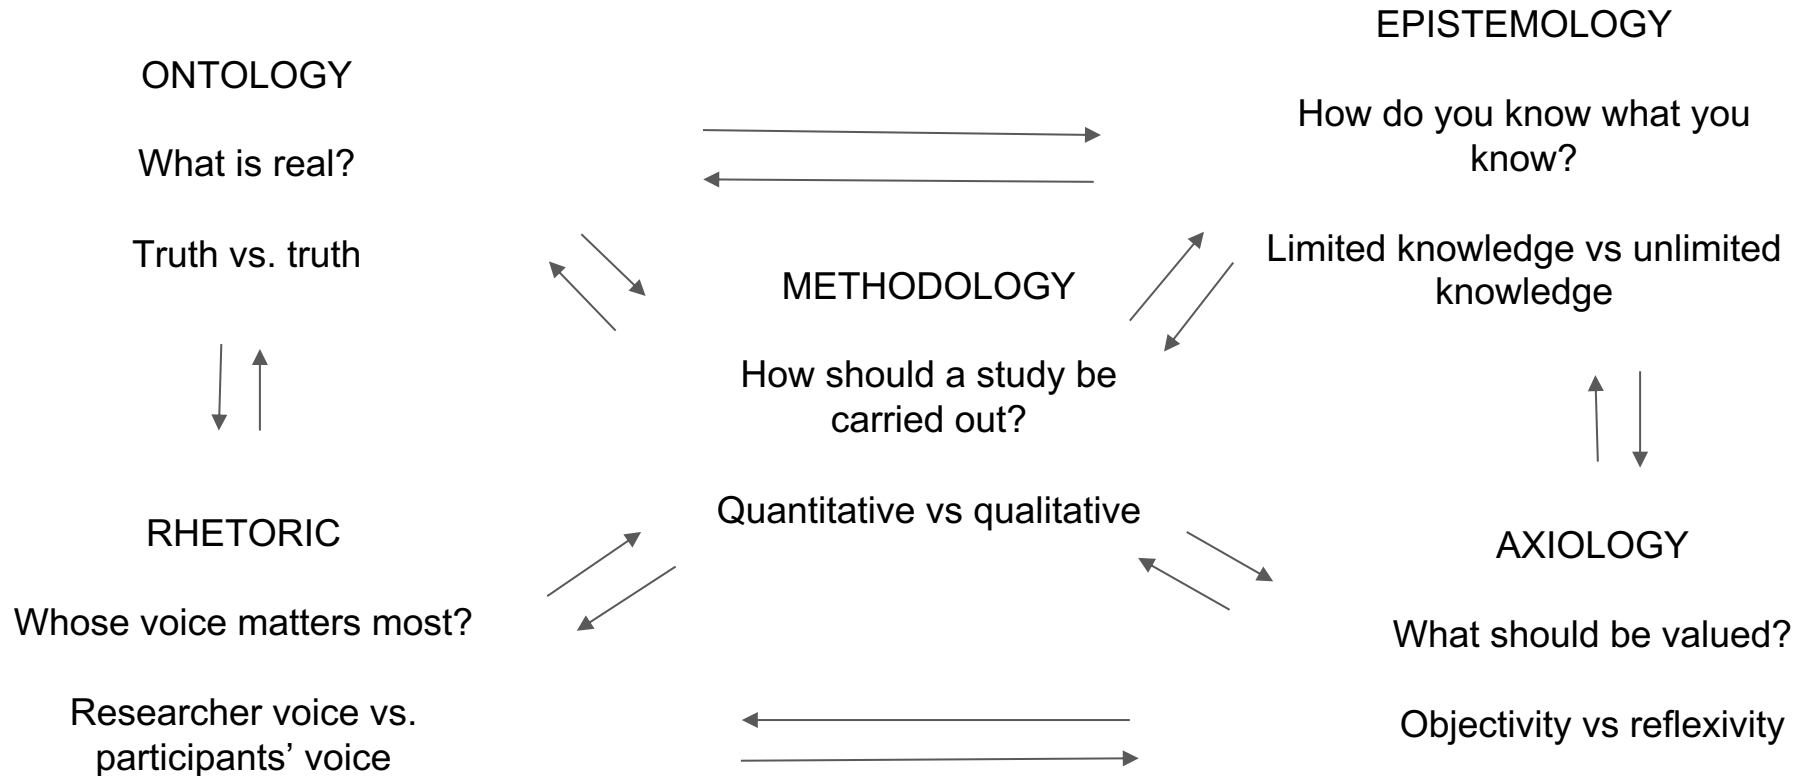 ONTOLOGY
What is real?
Truth vs. truth
EPISTEMOLOGY
How do you know what you
know?
Limited knowledge vs unlimited
knowledge
METHODOLOGY
How should a study be
carried out?
Quantitative vs qualitative
RHETORIC
Whose voice matters most?
Researcher voice vs.
participants’ voice
AXIOLOGY
What should be valued?
Objectivity vs reflexivity